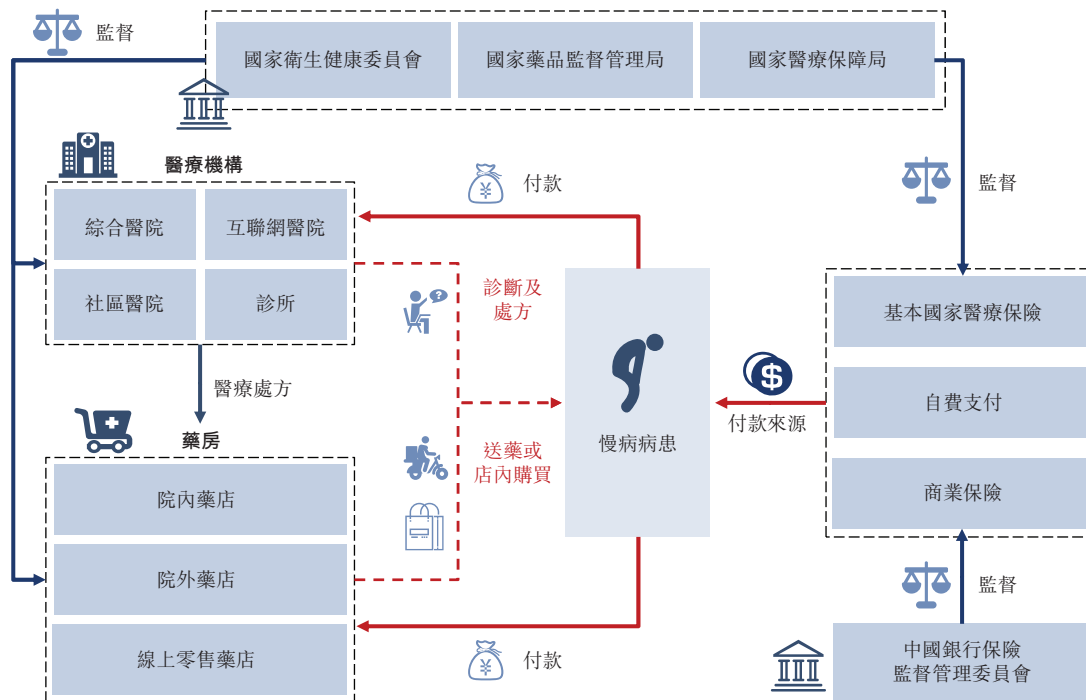 監督
國家衛生健康委員會
國家藥品監督管理局
國家醫療保障局
醫療機構
付款
監督
綜合醫院
互聯網醫院
社區醫院
診所
診斷及
處方
基本國家醫療保險
醫療處方
自費支付
付款來源
慢病病患
藥房
送藥或
店內購買
院內藥店
商業保險
院外藥店
監督
線上零售藥店
付款
中國銀行保險
監督管理委員會